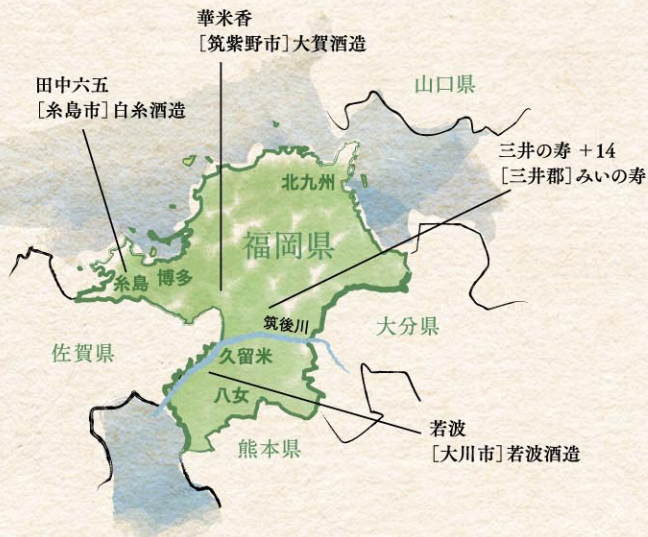 華米香
[筑紫野市]大賀酒造
田中六五
[糸島市]白糸酒造
山口県
三井の寿 +14
[三井郡]みいの寿
北九州
福岡県
糸島
博多
筑後川
大分県
佐賀県
久留米
八女
熊本県
若波
[大川市]若波酒造